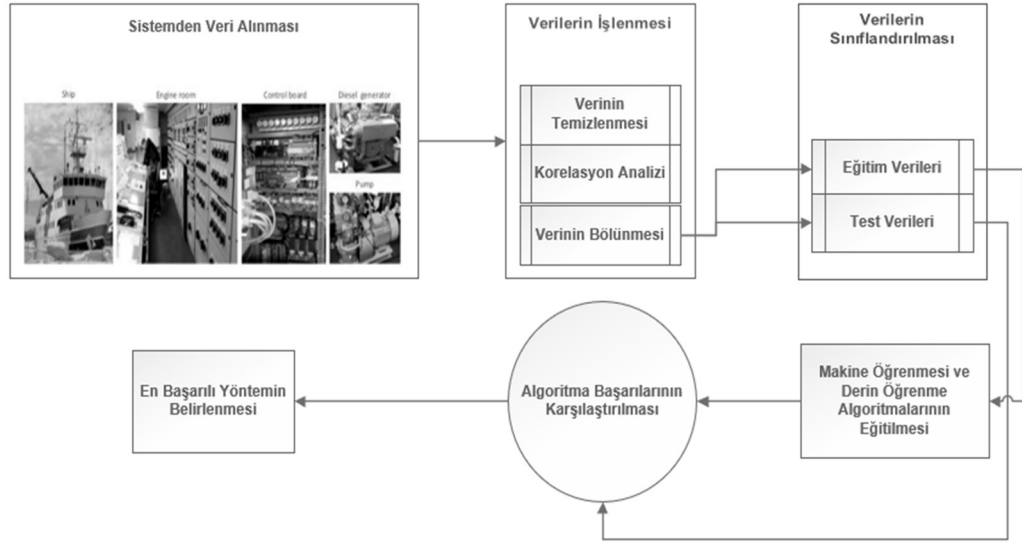 Sistemden Veri Alınması
Ship
Engine room
Control board
Diesel generator
Pump
Verilerin İşlenmesi
Verinin
Temizlenmesi
Korelasyon Analizi
Verinin Bölünmesi
Verilerin
Sınıflandırılması
Eğitim Verileri
Test Verileri
Makine Öğrenmesi ve
Derin Öğrenme
Algoritmalarının
Eğitilmesi
Algoritma Başarılarının
Karşılaştırılması
En Başarılı Yöntemin
Belirlenmesi